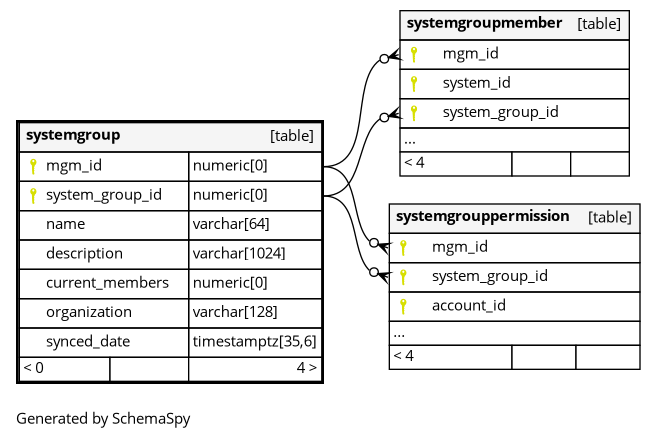 systemgroupmember [table]
mgm_id
system_id
system_group_id
...
< 4
systemgroup [table]
mgm_id numeric[0]
system_group_id numeric[0]
name varchar[64]
description varchar[1024]
current_members numeric[0]
organization varchar[128]
synced_date timestamptz[35,6]
< 0 4 >
systemgrouppermission [table]
mgm_id
system_group_id
account_id
...
< 4
Generated by SchemaSpy